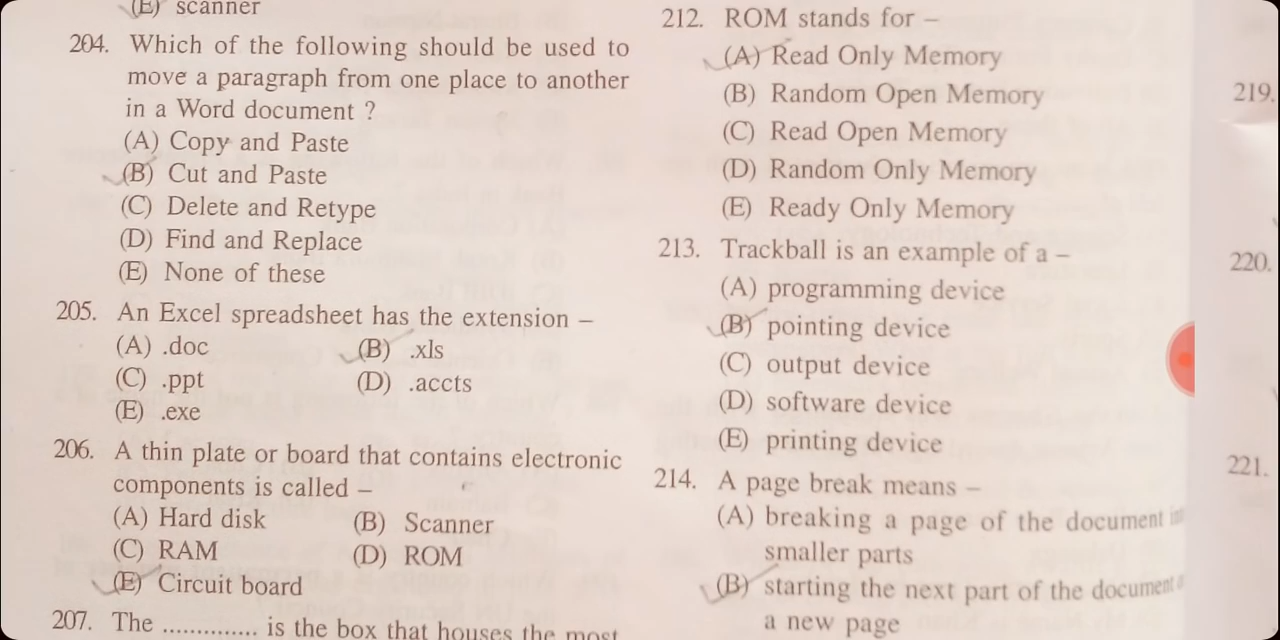 (E) scanner
204. Which of the following should be used to
move a paragraph from one place to another
in a Word document ?
(A) Copy and Paste
(B) Cut and Paste
(C) Delete and Retype
(D) Find and Replace
(E) None of these
205. An Excel spreadsheet has the extension –
(A) .doc (B) .xls
(C) .ppt (D) .accts
(E) .exe
206. A thin plate or board that contains electronic
components is called –
(A) Hard disk (B) Scanner
(C) RAM (D) ROM
(E) Circuit board
207. The .............. is the box that houses the most
212. ROM stands for –
(A) Read Only Memory
(B) Random Open Memory
(C) Read Open Memory
(D) Random Only Memory
(E) Ready Only Memory
213. Trackball is an example of a –
(A) programming device
(B) pointing device
(C) output device
(D) software device
(E) printing device
214. A page break means –
(A) breaking a page of the document
smaller parts
(B) starting the next part of the document
a new page
219.
220.
221.